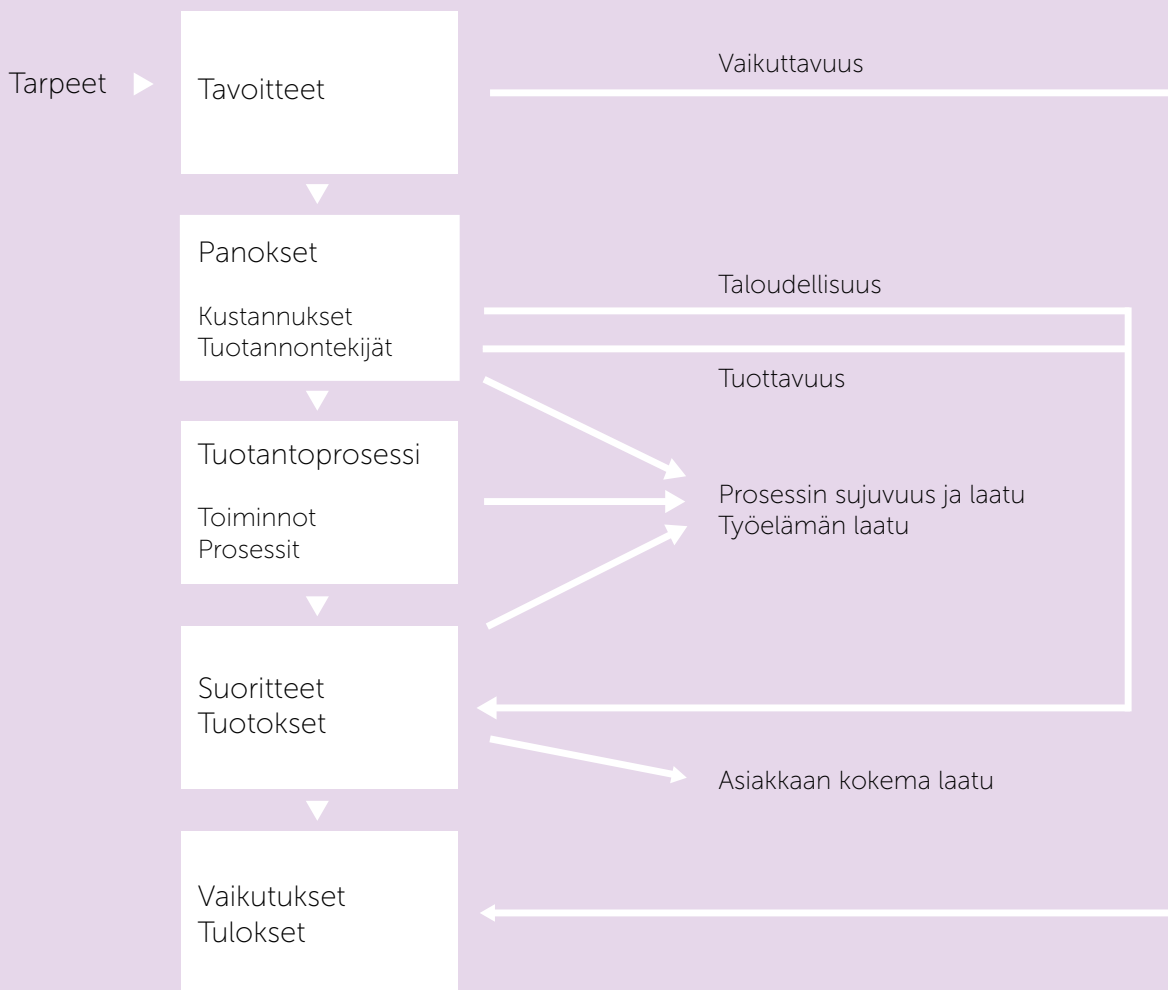 Tarpeet
Tavoitteet
Vaikuttavuus
Panokset
Kustannukset
Tuotannontekijät
Taloudellisuus
Tuottavuus
Tuotantoprosessi
Toiminnot
Prosessit
Prosessin sujuvuus ja laatu
Työelämän laatu
Suoritteet
Tuotokset
Asiakkaan kokema laatu
Vaikutukset
Tulokset